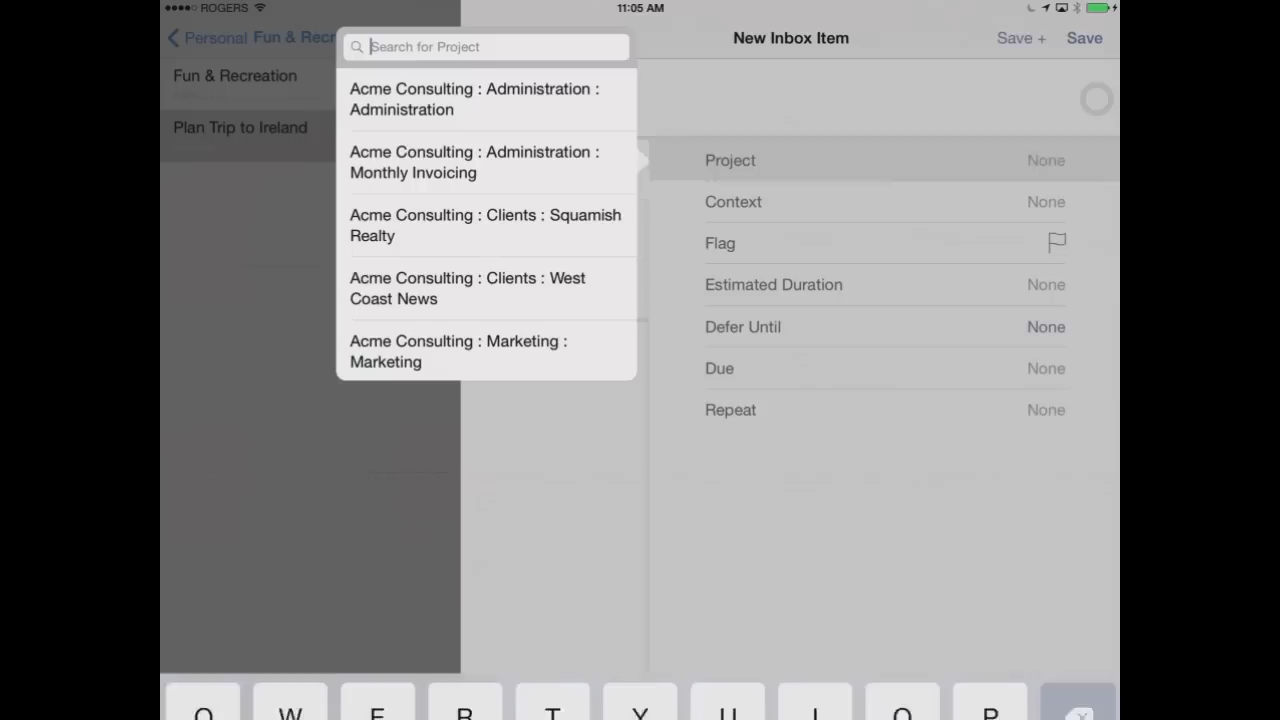 ROGERS
11:05 AM
Personal Fun & Recr
Search for Project
New Inbox Item
Save + Save
Fun & Recreation
Plan Trip to Ireland
Acme Consulting : Administration :
Administration
Acme Consulting : Administration :
Monthly Invoicing
Acme Consulting : Clients : Squamish
Realty
Acme Consulting : Clients : West
Coast News
Acme Consulting : Marketing :
Marketing
Project None
Context None
Flag
Estimated Duration None
Defer Until None
Due None
Repeat None
Q W E R T Y U I O P